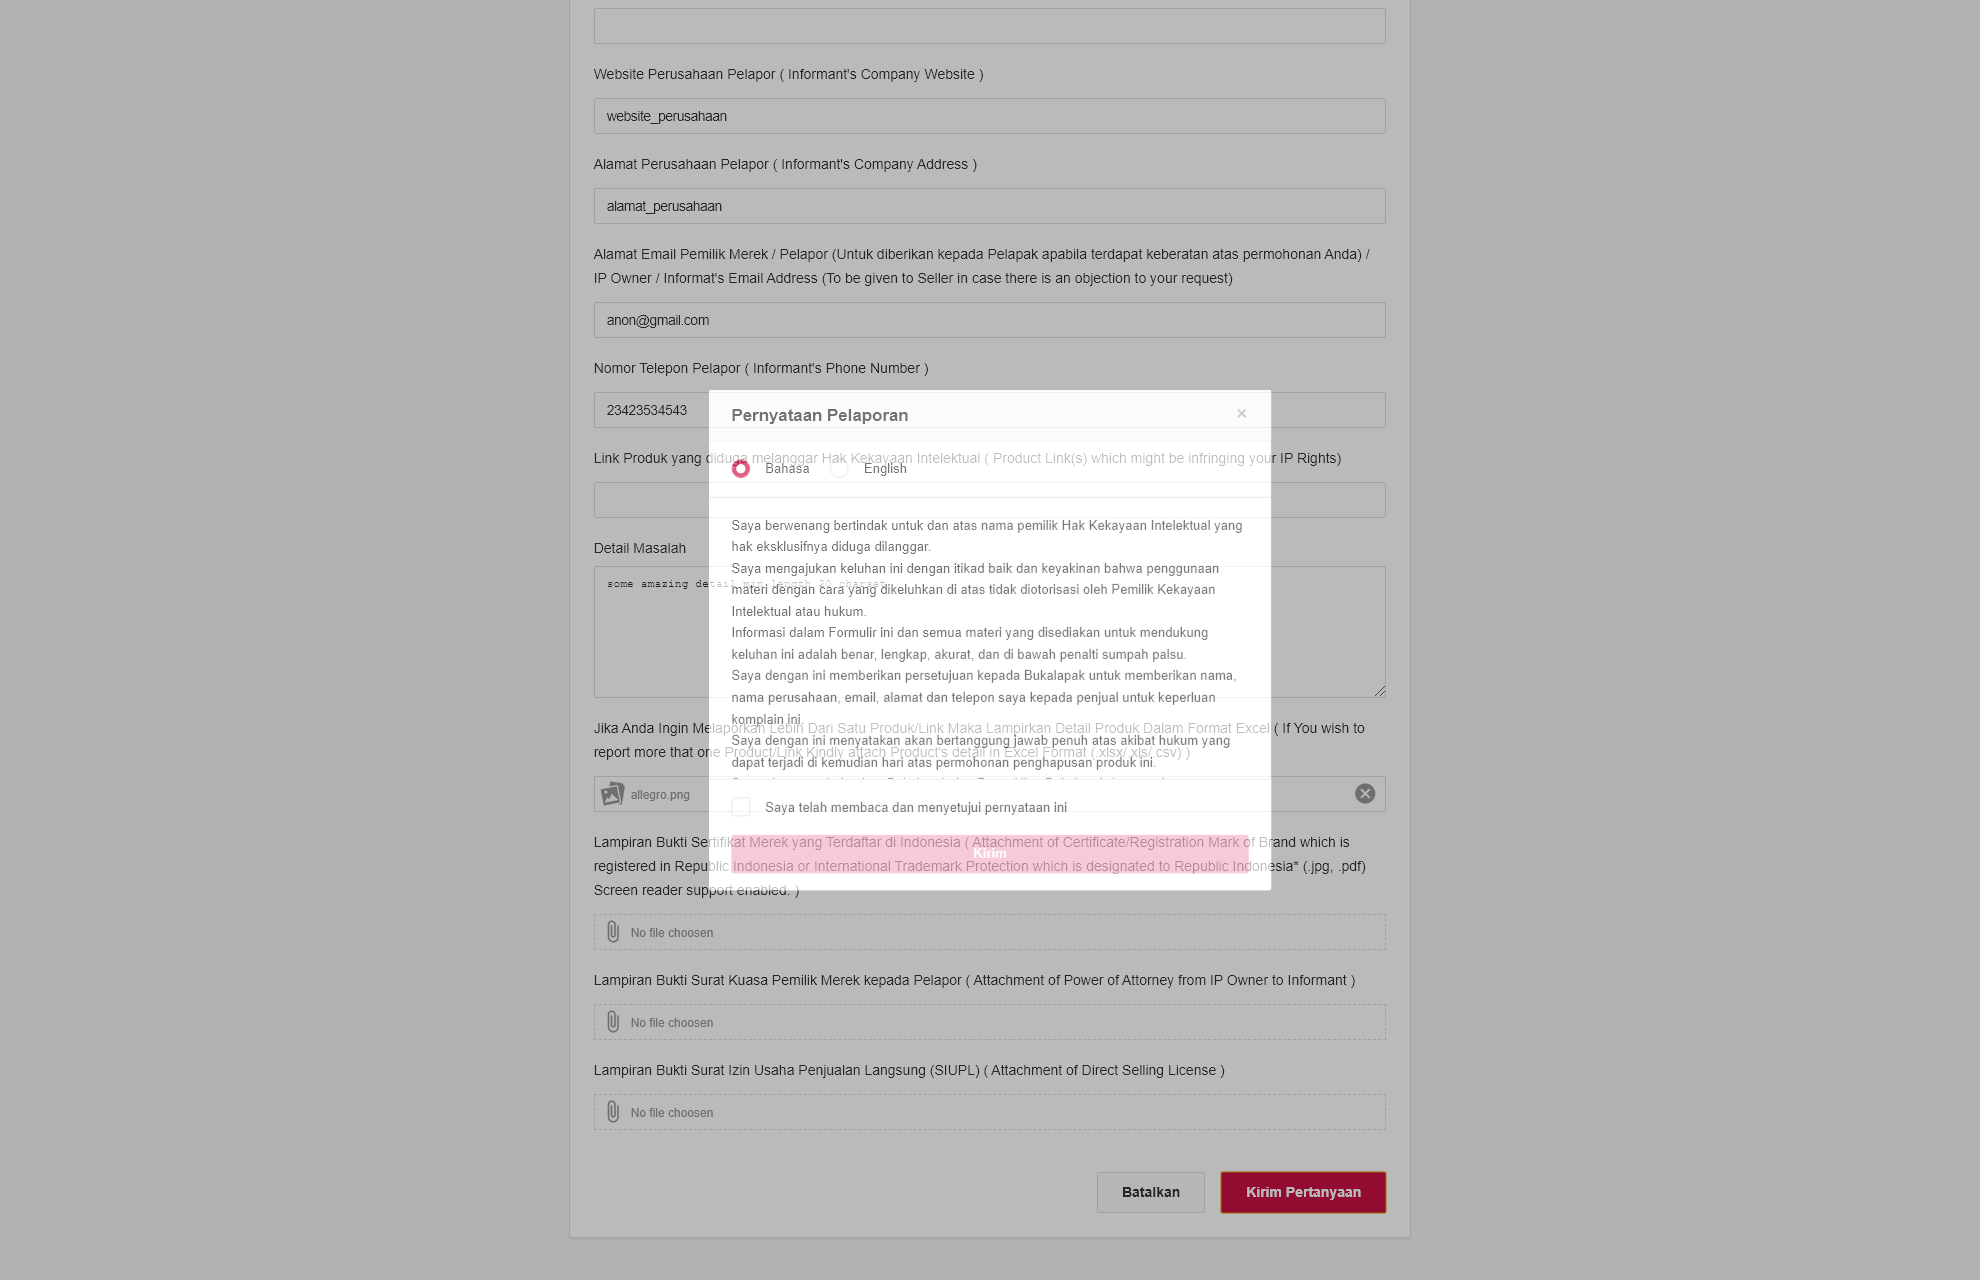 Website Perusahaan Pelapor ( Informant's Company Website )
website_perusahaan
Alamat Perusahaan Pelapor ( Informant's Company Address )
alamat_perusahaan
Alamat Email Pemilik Merek / Pelapor (Untuk diberikan kepada Pelapak apabila terdapat keberatan atas permohonan Anda) /
IP Owner / Informat's Email Address (To be given to Seller in case there is an objection to your request)
anon@gmail.com
Nomor Telepon Pelapor ( Informant's Phone Number )
23423534543
Link Produk yang diduga melanggar Hak Kekayaan Intelektual ( Product Link(s) which might be infringing your IP Rights)
Detail Masalah
some amazing detail min length 20 charset
Jika Anda Ingin Melaporkan Lebih Dari Satu Produk/Link Maka Lampirkan Detail Produk Dalam Format Excel ( If You wish to
report more that one Product/Link Kindly attach Product's detail in Excel Format (.xlsx/.xls/.csv) )
allegro.png
Lampiran Bukti Sertifikat Merek yang Terdaftar di Indonesia ( Attachment of Certificate/Registration Mark of Brand which is
registered in Republic Indonesia or International Trademark Protection which is designated to Republic Indonesia* (.jpg, .pdf)
Screen reader support enabled. )
No file choosen
Lampiran Bukti Surat Kuasa Pemilik Merek kepada Pelapor ( Attachment of Power of Attorney from IP Owner to Informant )
No file choosen
Lampiran Bukti Surat Izin Usaha Penjualan Langsung (SIUPL) ( Attachment of Direct Selling License )
No file choosen
Batalkan
Kirim Pertanyaan
Pernyataan Pelaporan
×
Bahasa
English
Saya berwenang bertindak untuk dan atas nama pemilik Hak Kekayaan Intelektual yang
hak eksklusifnya diduga dilanggar.
Saya mengajukan keluhan ini dengan itikad baik dan keyakinan bahwa penggunaan
materi dengan cara yang dikeluhkan di atas tidak diotorisasi oleh Pemilik Kekayaan
Intelektual atau hukum.
Informasi dalam Formulir ini dan semua materi yang disediakan untuk mendukung
keluhan ini adalah benar, lengkap, akurat, dan di bawah penalti sumpah palsu.
Saya dengan ini memberikan persetujuan kepada Bukalapak untuk memberikan nama,
nama perusahaan, email, alamat dan telepon saya kepada penjual untuk keperluan
komplain ini.
Saya dengan ini menyatakan akan bertanggung jawab penuh atas akibat hukum yang
dapat terjadi di kemudian hari atas permohonan penghapusan produk ini.
Saya telah membaca dan menyetujui pernyataan ini
Kirim